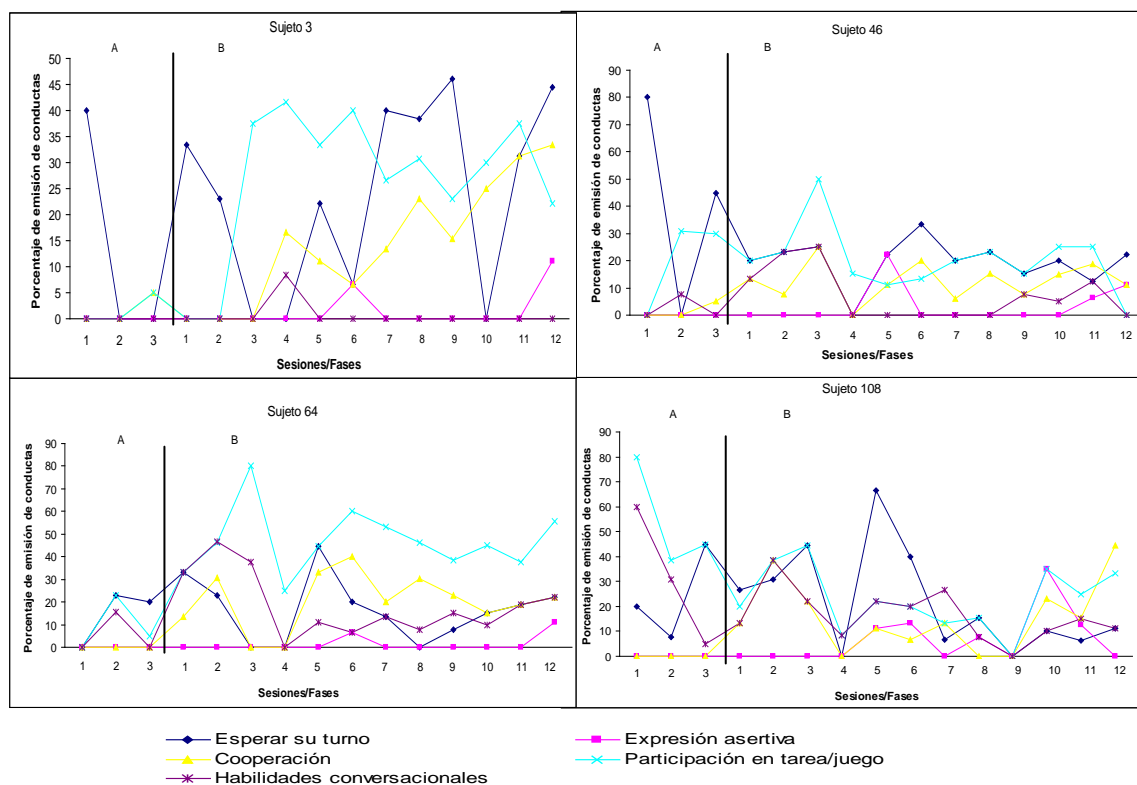 Sujeto 3
A B
Porcentaje de emisión de conductas
50
45
40
35
30
25
20
15
10
5
0
1 2 3 1 2 3 4 5 6 7 8 9 10 11 12
Sesiones/Fases
Sujeto 46
A B
Porcentaje de emisión de conductas
90
80
70
60
50
40
30
20
10
0
1 2 3 1 2 3 4 5 6 7 8 9 10 11 12
Sesiones/Fases
Sujeto 64
A B
Porcentaje de emisión de conductas
90
80
70
60
50
40
30
20
10
0
1 2 3 1 2 3 4 5 6 7 8 9 10 11 12
Sesiones/Fases
Sujeto 108
A B
Porcentaje de emisión de conductas
90
80
70
60
50
40
30
20
10
0
1 2 3 1 2 3 4 5 6 7 8 9 10 11 12
Sesiones/Fases
Esperar su turno
Expresión asertiva
Cooperación
Participación en tarea/juego
Habilidades conversacionales